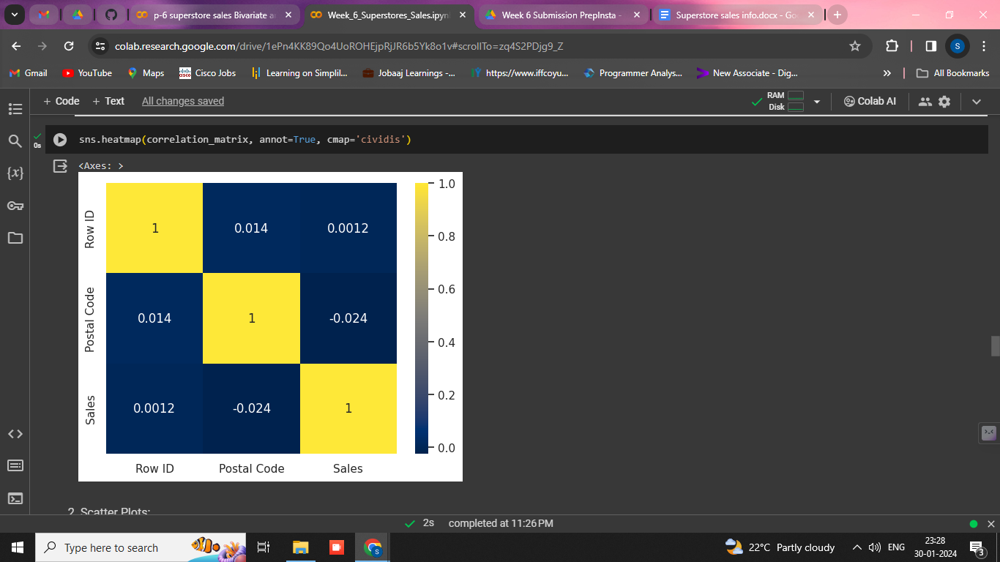 p-6 superstore sales Bivariate a
Week_6_Superstores_Sales.ipyn
Week 6 Submission PrepInsta -
Superstore sales info.docx - Go
colab.research.google.com/drive/1ePn4KK89Qo4UoROHEjpRjJR6b5Yk8o1v#scrollTo=zq4S2PDjg9_Z
S
Gmail
YouTube
Maps
Cisco Jobs
Learning on Simplil...
Jobaaj Learnings -...
https://www.iffcoyu...
Programmer Analys...
New Associate - Dig...
»
All Bookmarks
+ Code
+ Text
All changes saved
RAM
Disk
Colab AI
0s
sns.heatmap(correlation_matrix, annot=True, cmap='cividis')
<Axes: >
{x}
Row ID
1
0.014
0.0012
Postal Code
0.014
1
-0.024
Sales
0.0012
-0.024
1
Row ID
Postal Code
Sales
1.0
0.8
0.6
0.4
0.2
0.0
2. Scatter Plots:
2s
completed at 11:26 PM
Type here to search
S
22°C Partly cloudy
ENG
23:28
30-01-2024
3